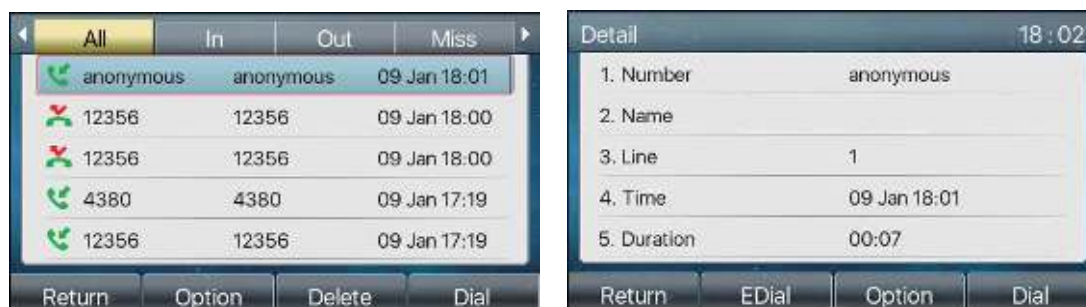 All In Out Miss
anonymous anonymous 09 Jan 18:01
12356 12356 09 Jan 18:00
12356 12356 09 Jan 18:00
4380 4380 09 Jan 17:19
12356 12356 09 Jan 17:19
Return Option Delete Dial
Detail 18:02
1. Number anonymous
2. Name
3. Line 1
4. Time 09 Jan 18:01
5. Duration 00:07
Return EDial Option Dial